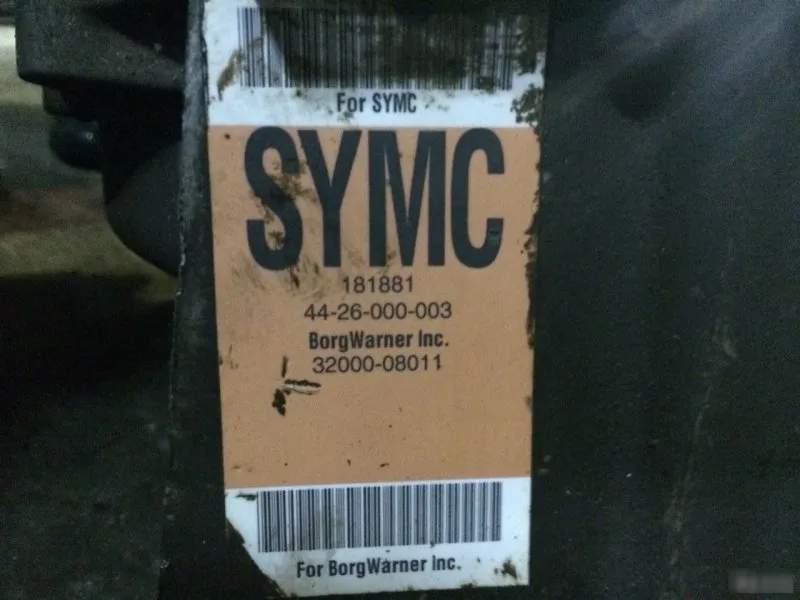 For SYMC
SYMC
181881
44-26-000-003
BorgWarner Inc.
32000-08011
For BorgWarner Inc.